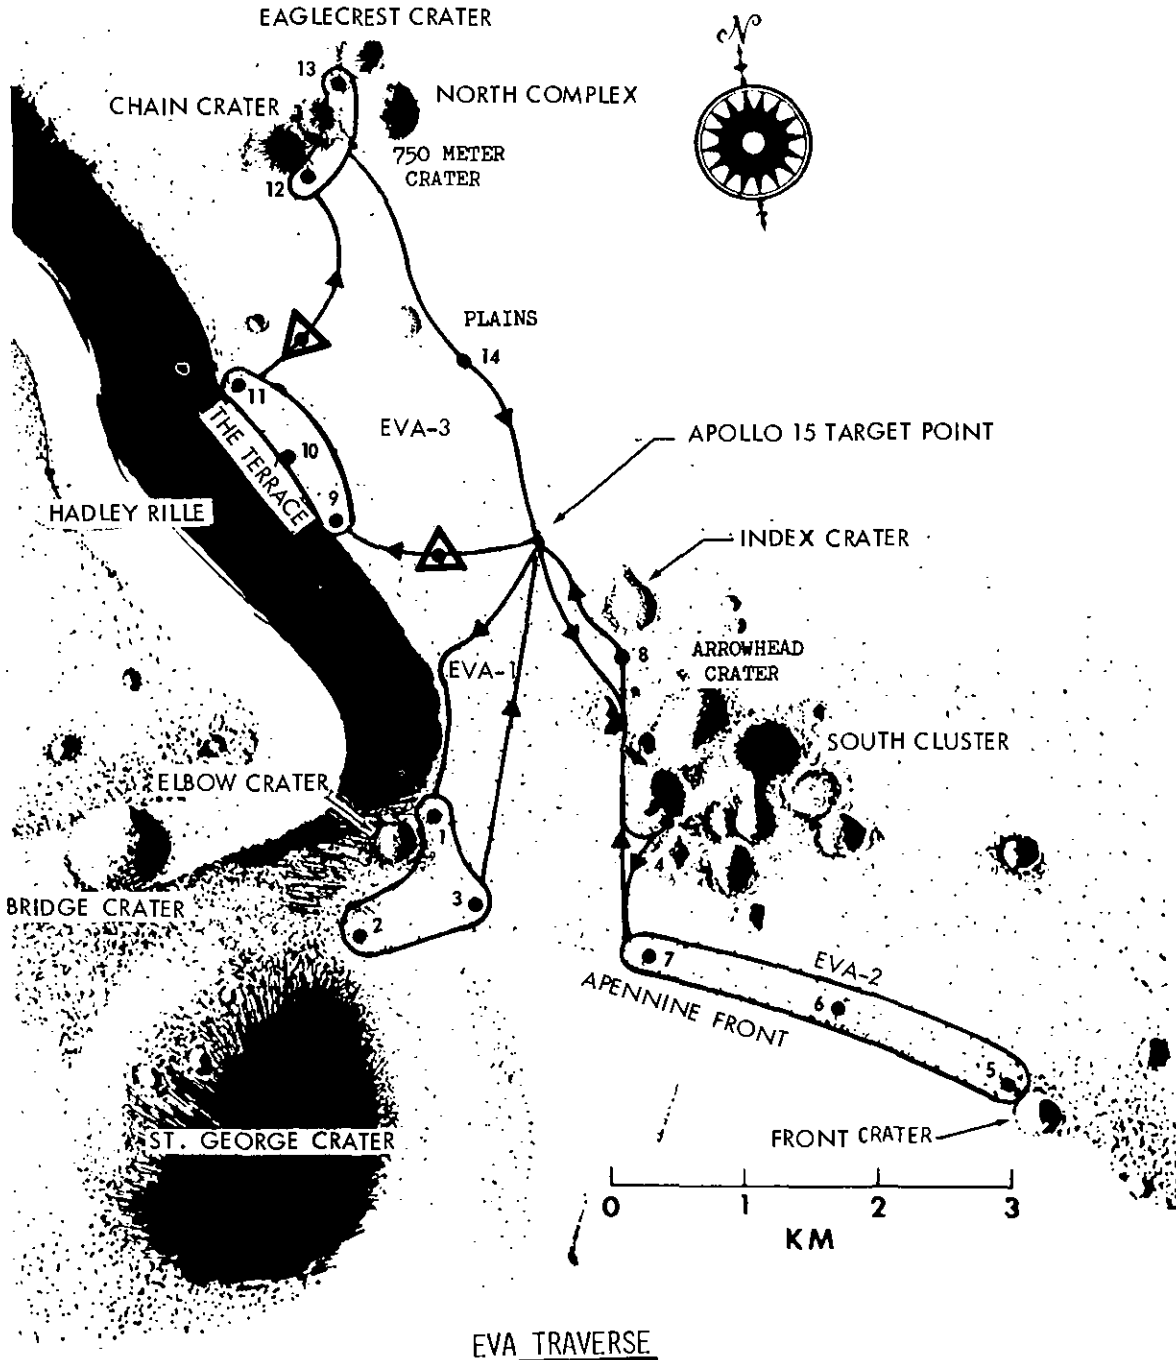 EAGLECREST CRATER
N
13
CHAIN CRATER
NORTH COMPLEX
750 METER
CRATER
12
PLAINS
14
11
THE TERRACE
EVA-3
10
APOLLO 15 TARGET POINT
9
HADLEY RILLE
INDEX CRATER
8
ARROWHEAD
CRATER
EVA-1
SOUTH CLUSTER
ELBOW CRATER
1
4
3
BRIDGE CRATER
2
7
EVA-2
6
APENNINE FRONT
5
ST. GEORGE CRATER
FRONT CRATER
0 1 2 3
KM
EVA TRAVERSE